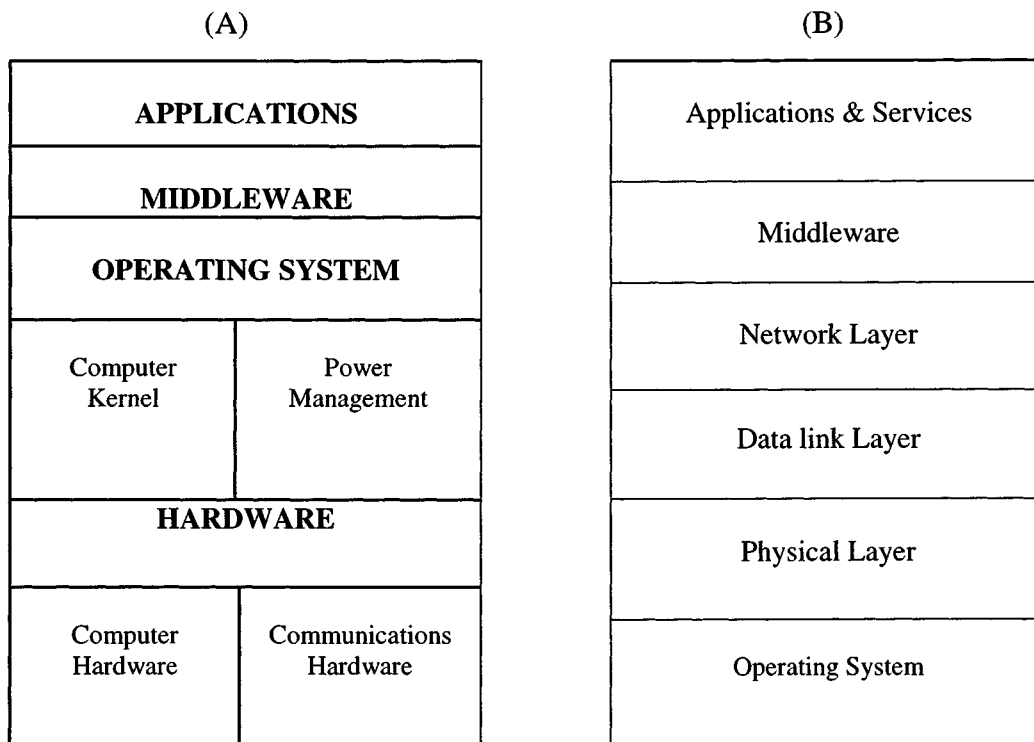 (A)
APPLICATIONS
MIDDLEWARE
OPERATING SYSTEM
Computer
Kernel
Power
Management
HARDWARE
Computer
Hardware
Communications
Hardware
(B)
Applications & Services
Middleware
Network Layer
Data link Layer
Physical Layer
Operating System